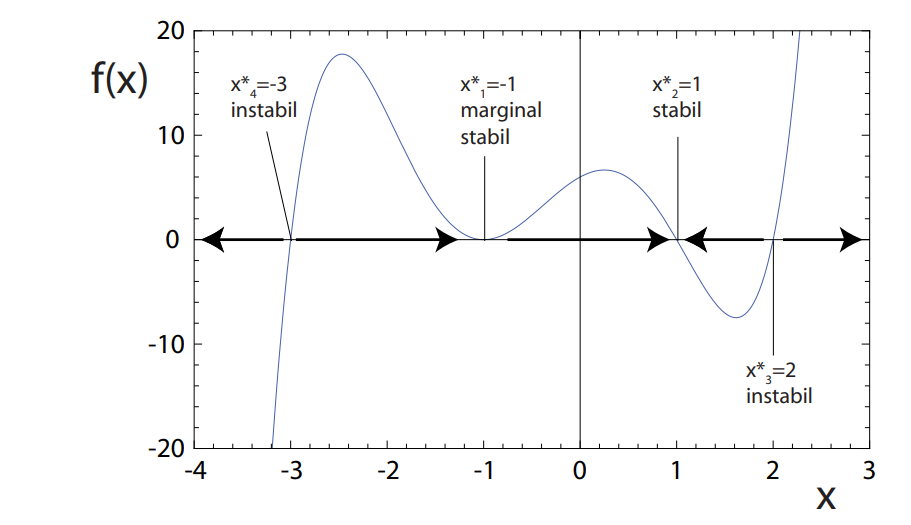 20
f(x)
x*4=-3
instabil
x*1=-1
marginal
stabil
x*2=1
stabil
10
0
-10
x*3=2
instabil
-20
-4 -3 -2 -1 0 1 2 3
x